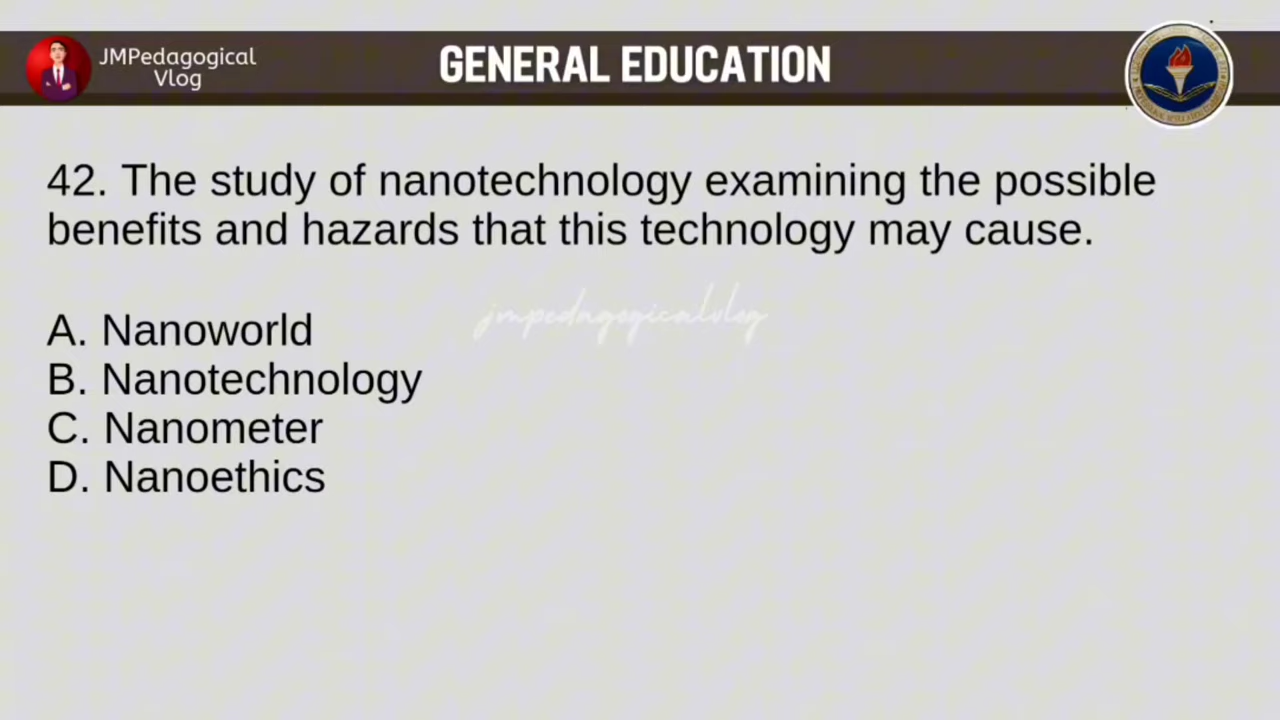 JMPedagogical
Vlog
GENERAL EDUCATION
42. The study of nanotechnology examining the possible
benefits and hazards that this technology may cause.
jmpedagogicalvlog
A. Nanoworld
B. Nanotechnology
C. Nanometer
D. Nanoethics